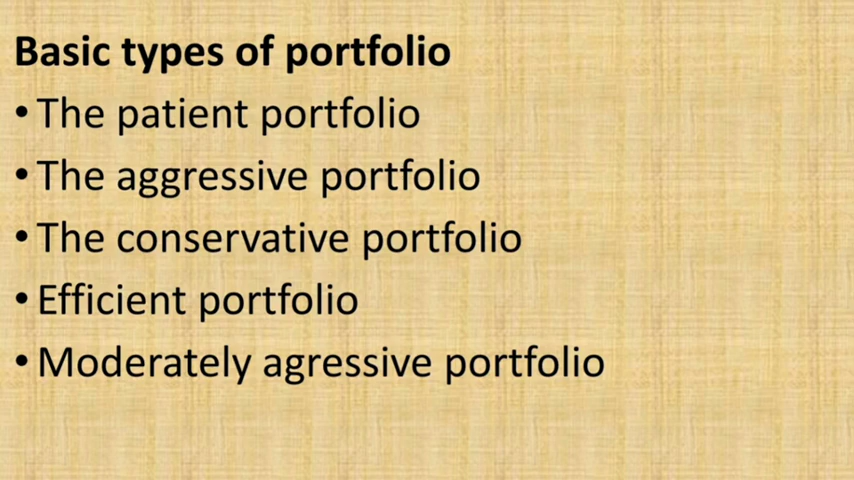 Basic types of portfolio
• The patient portfolio
• The aggressive portfolio
• The conservative portfolio
• Efficient portfolio
• Moderately agressive portfolio